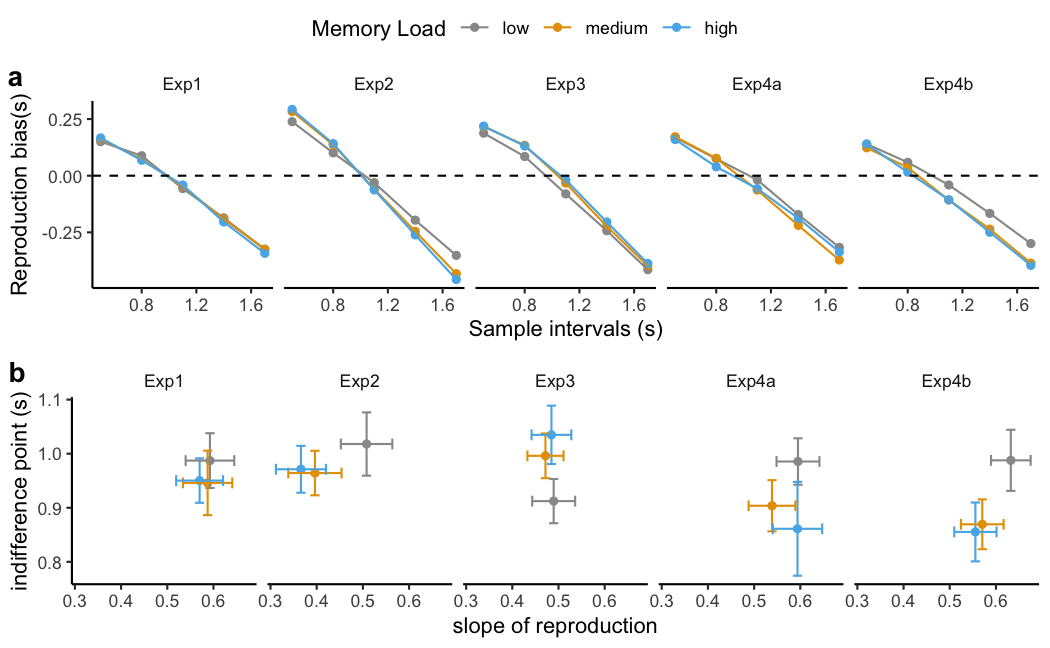 Memory Load low medium high
a
Exp1 Exp2 Exp3 Exp4a Exp4b
Reproduction bias(s)
0.25
0.00
-0.25
0.8 1.2 1.6 0.8 1.2 1.6 0.8 1.2 1.6 0.8 1.2 1.6 0.8 1.2 1.6
Sample intervals (s)
b
Exp1 Exp2 Exp3 Exp4a Exp4b
indifference point (s)
1.1
1.0
0.9
0.8
0.3 0.4 0.5 0.6 0.3 0.4 0.5 0.6 0.3 0.4 0.5 0.6 0.3 0.4 0.5 0.6 0.3 0.4 0.5 0.6
slope of reproduction